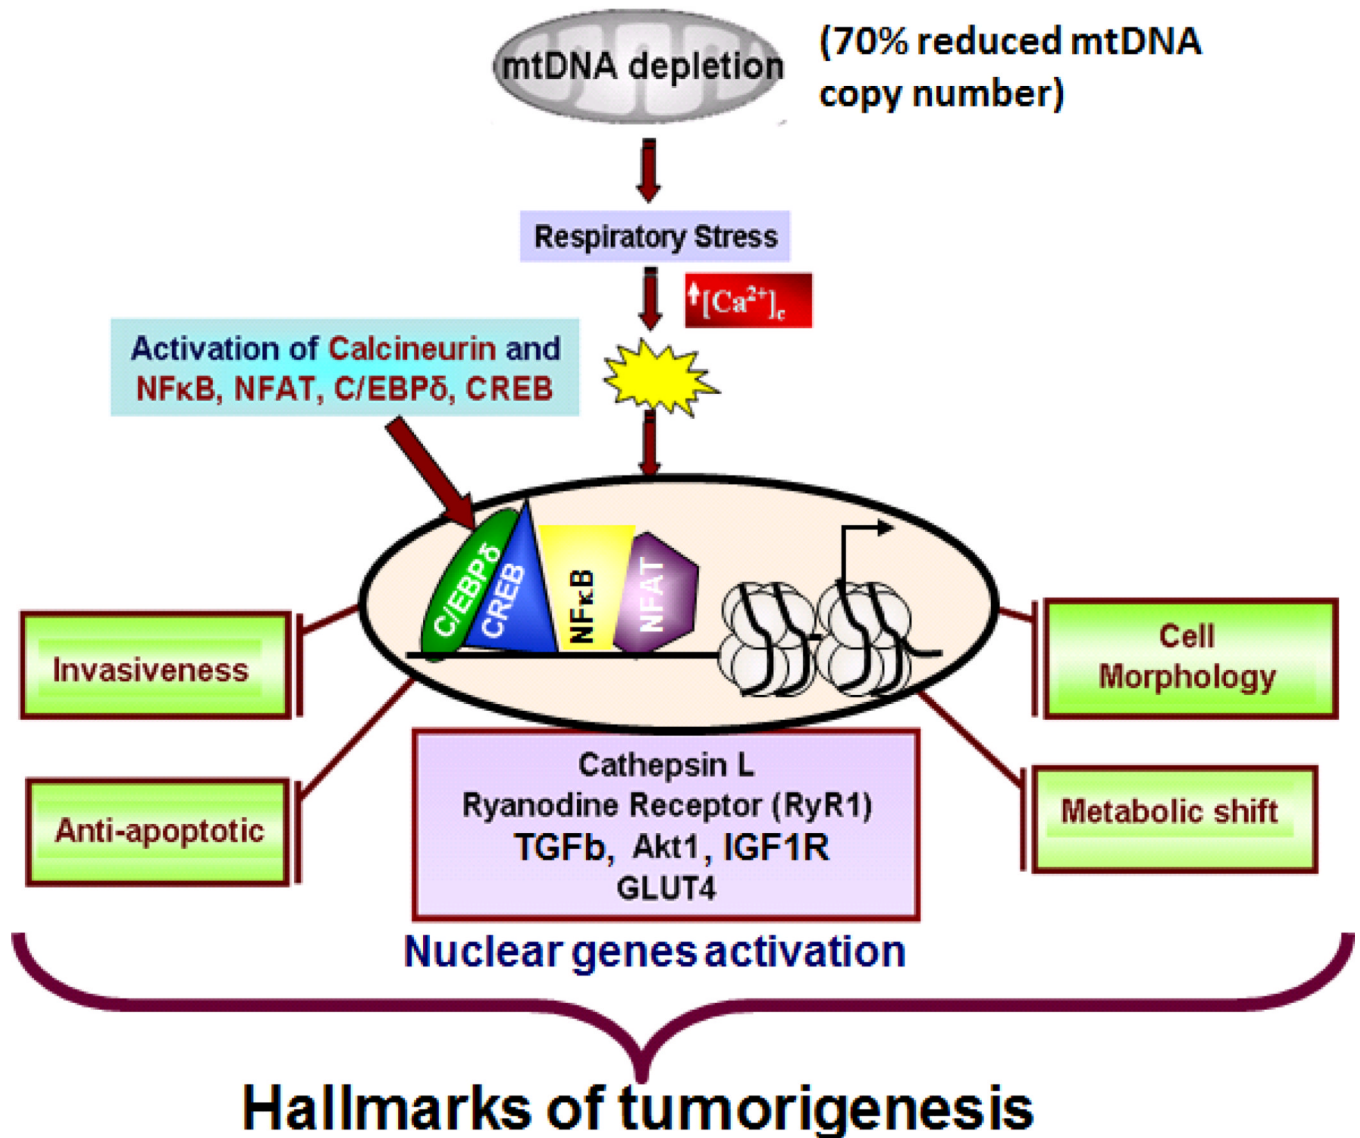 mtDNA depletion
(70% reduced mtDNA
copy number)
Respiratory Stress
[Ca²⁺]c
Activation of Calcineurin and
NFκB, NFAT, C/EBPδ, CREB
C/EBPδ
CREB
NFκB
NFAT
Invasiveness
Cell
Morphology
Anti-apoptotic
Metabolic shift
Cathepsin L
Ryanodine Receptor (RyR1)
TGFb, Akt1, IGF1R
GLUT4
Nuclear genes activation
Hallmarks of tumorigenesis